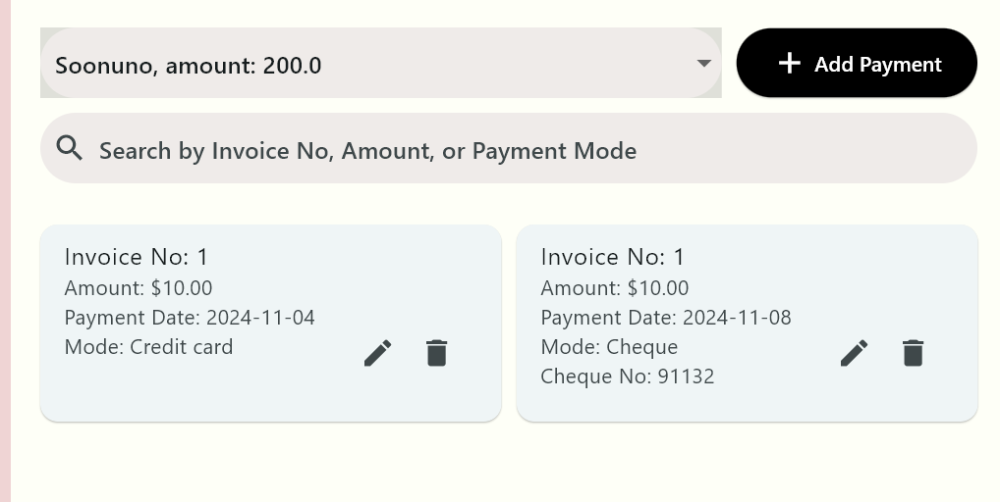 Soonuno, amount: 200.0
Add Payment
Search by Invoice No, Amount, or Payment Mode
Invoice No: 1
Amount: $10.00
Payment Date: 2024-11-04
Mode: Credit card
Invoice No: 1
Amount: $10.00
Payment Date: 2024-11-08
Mode: Cheque
Cheque No: 91132